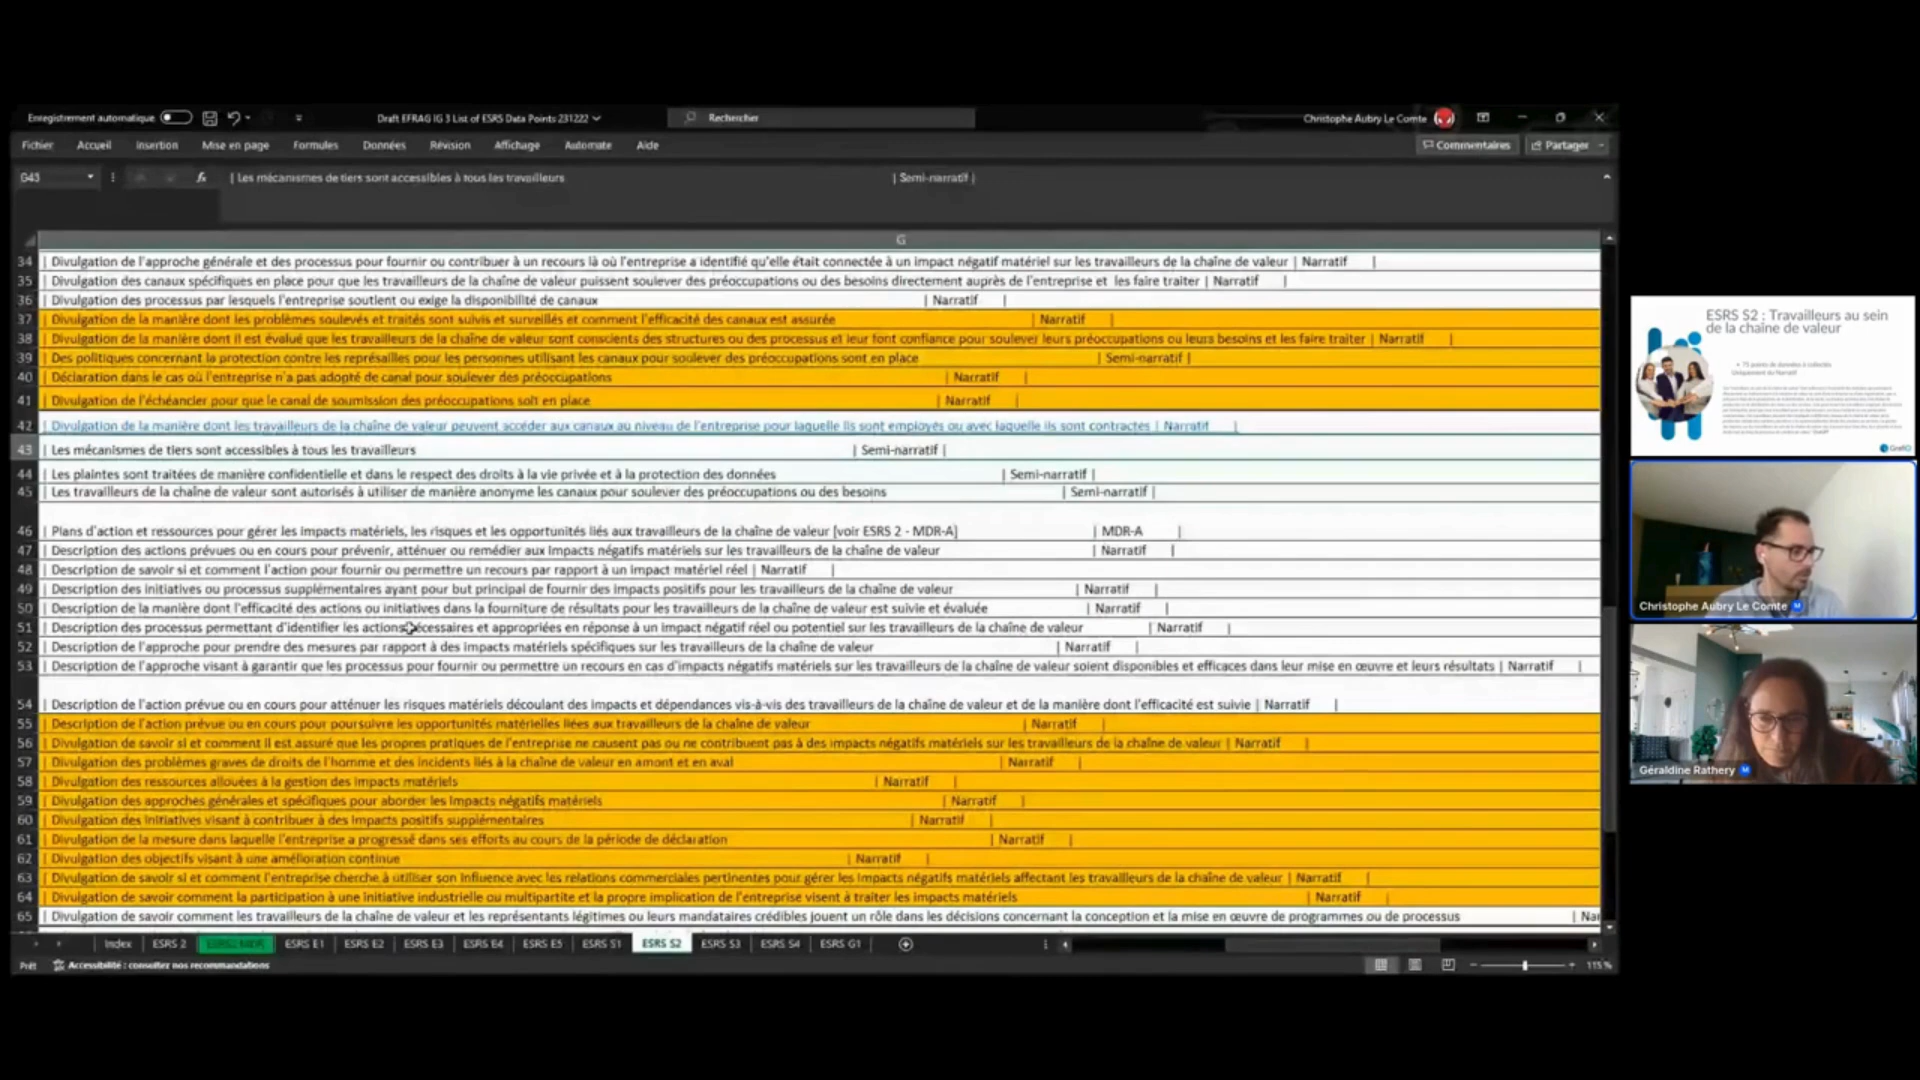 Enregistrement automatique
Draft EFRAG IG 3 List of ESRS Data Points 231222
Rechercher
Christophe Aubry Le Comte
Fichier Accueil Insertion Mise en page Formules Données Révision Affichage Automate Aide
Commentaires Partager
G43 fx | Les mécanismes de tiers sont accessibles à tous les travailleurs | Semi-narratif |
G
34 | Divulgation de l'approche générale et des processus pour fournir ou contribuer à un recours là où l'entreprise a identifié qu'elle était connectée à un impact négatif matériel sur les travailleurs de la chaîne de valeur | Narratif |
35 | Divulgation des canaux spécifiques en place pour que les travailleurs de la chaîne de valeur puissent soulever des préoccupations ou des besoins directement auprès de l'entreprise et les faire traiter | Narratif |
36 | Divulgation des processus par lesquels l'entreprise soutient ou exige la disponibilité de canaux | Narratif |
37 | Divulgation de la manière dont les problèmes soulevés et traités sont suivis et surveillés et comment l'efficacité des canaux est assurée | Narratif |
38 | Divulgation de la manière dont il est évalué que les travailleurs de la chaîne de valeur sont conscients des structures ou des processus et leur font confiance pour soulever leurs préoccupations ou leurs besoins et les faire traiter | Narratif |
39 | Des politiques concernant la protection contre les représailles pour les personnes utilisant les canaux pour soulever des préoccupations sont en place | Semi-narratif |
40 | Déclaration dans le cas où l'entreprise n'a pas adopté de canal pour soulever des préoccupations | Narratif |
41 | Divulgation de l'échéancier pour que le canal de soumission des préoccupations soit en place | Narratif |
42 | Divulgation de la manière dont les travailleurs de la chaîne de valeur peuvent accéder aux canaux au niveau de l'entreprise pour laquelle ils sont employés ou avec laquelle ils sont contractés | Narratif |
43 | Les mécanismes de tiers sont accessibles à tous les travailleurs | Semi-narratif |
44 | Les plaintes sont traitées de manière confidentielle et dans le respect des droits à la vie privée et à la protection des données | Semi-narratif |
45 | Les travailleurs de la chaîne de valeur sont autorisés à utiliser de manière anonyme les canaux pour soulever des préoccupations ou des besoins | Semi-narratif |
46 | Plans d'action et ressources pour gérer les impacts matériels, les risques et les opportunités liés aux travailleurs de la chaîne de valeur [voir ESRS 2 - MDR-A] | MDR-A |
47 | Description des actions prévues ou en cours pour prévenir, atténuer ou remédier aux impacts négatifs matériels sur les travailleurs de la chaîne de valeur | Narratif |
48 | Description de savoir si et comment l'action pour fournir ou permettre un recours par rapport à un impact matériel réel | Narratif |
49 | Description des initiatives ou processus supplémentaires ayant pour but principal de fournir des impacts positifs pour les travailleurs de la chaîne de valeur | Narratif |
50 | Description de la manière dont l'efficacité des actions ou initiatives dans la fourniture de résultats pour les travailleurs de la chaîne de valeur est suivie et évaluée | Narratif |
51 | Description des processus permettant d'identifier les actions nécessaires et appropriées en réponse à un impact négatif réel ou potentiel sur les travailleurs de la chaîne de valeur | Narratif |
52 | Description de l'approche pour prendre des mesures par rapport à des impacts matériels spécifiques sur les travailleurs de la chaîne de valeur | Narratif |
53 | Description de l'approche visant à garantir que les processus pour fournir ou permettre un recours en cas d'impacts négatifs matériels sur les travailleurs de la chaîne de valeur soient disponibles et efficaces dans leur mise en œuvre et leurs résultats | Narratif |
54 | Description de l'action prévue ou en cours pour atténuer les risques matériels découlant des impacts et dépendances vis-à-vis des travailleurs de la chaîne de valeur et de la manière dont l'efficacité est suivie | Narratif |
55 | Description de l'action prévue ou en cours pour poursuivre les opportunités matérielles liées aux travailleurs de la chaîne de valeur | Narratif |
56 | Description de savoir si et comment il est assuré que les propres pratiques de l'entreprise ne causent pas ou ne contribuent pas à des impacts négatifs matériels sur les travailleurs de la chaîne de valeur | Narratif |
57 | Divulgation des problèmes graves de droits de l'homme et des incidents liés à la chaîne de valeur en amont et en aval | Narratif |
58 | Divulgation des ressources allouées à la gestion des impacts matériels | Narratif |
59 | Divulgation des approches générales et spécifiques pour aborder les impacts négatifs matériels | Narratif |
60 | Divulgation des initiatives visant à contribuer à des impacts positifs supplémentaires | Narratif |
61 | Divulgation de la mesure dans laquelle l'entreprise a progressé dans ses efforts au cours de la période de déclaration | Narratif |
62 | Divulgation des objectifs visant à une amélioration continue | Narratif |
63 | Divulgation de savoir si et comment l'entreprise cherche à utiliser son influence avec les relations commerciales pertinentes pour gérer les impacts négatifs matériels affectant les travailleurs de la chaîne de valeur | Narratif |
64 | Divulgation de savoir comment la participation à une initiative industrielle ou multipartite et la propre implication de l'entreprise visent à traiter les impacts matériels | Narratif |
65 | Divulgation de savoir comment les travailleurs de la chaîne de valeur et les représentants légitimes ou leurs mandataires crédibles jouent un rôle dans les décisions concernant la conception et la mise en œuvre de programmes ou de processus | Nar
Index ESRS 2 ESRS2 MDR ESRS E1 ESRS E2 ESRS E3 ESRS E4 ESRS E5 ESRS S1 ESRS S2 ESRS S3 ESRS S4 ESRS G1
Prêt Accessibilité : consultez nos recommandations 115 %
ESRS S2 : Travailleurs au sein
de la chaîne de valeur
• 73 points de données à collectés
Uniquement du Narratif
Christophe Aubry Le Comte
Géraldine Rathery